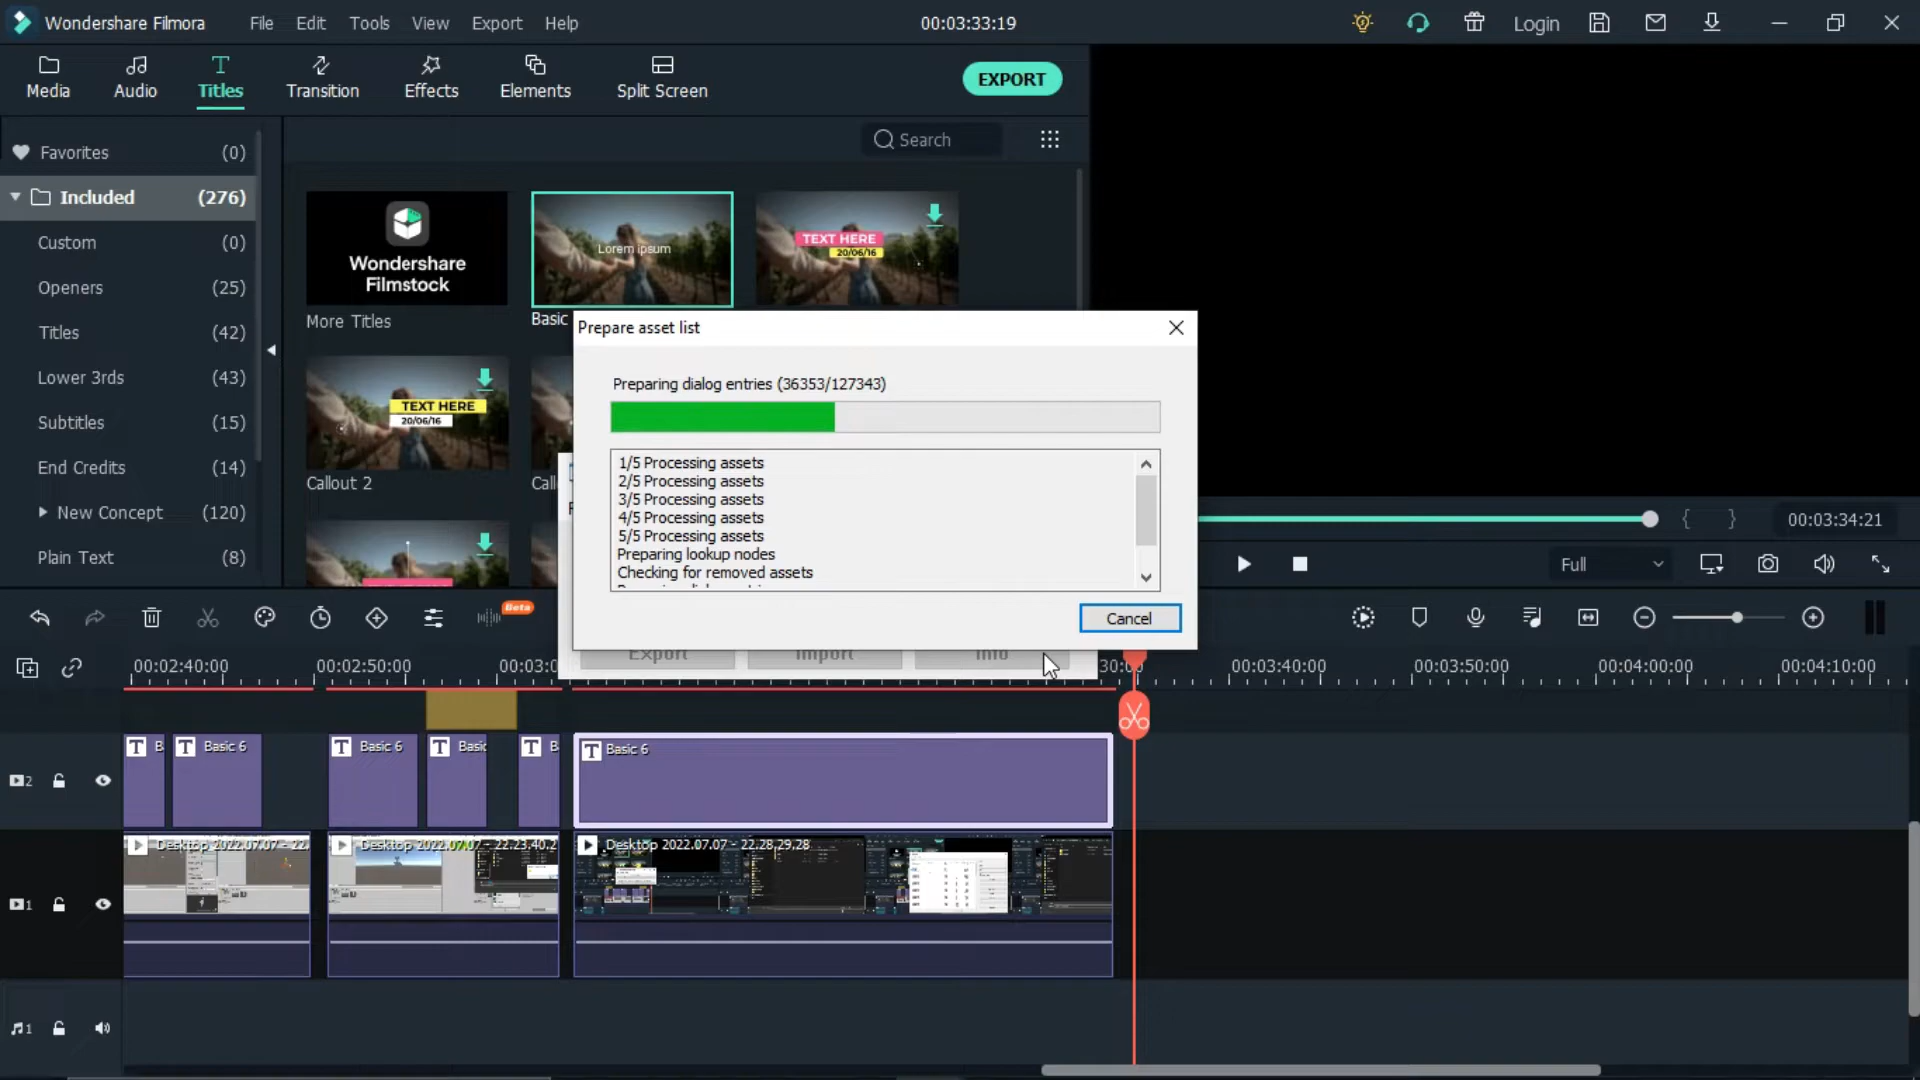 Wondershare Filmora
File
Edit
Tools
View
Export
Help
00:03:33:19
Login
Media
Audio
Titles
Transition
Effects
Elements
Split Screen
EXPORT
Search
Favorites (0)
Included (276)
Custom (0)
Openers (25)
Titles (42)
Lower 3rds (43)
Subtitles (15)
End Credits (14)
New Concept (120)
Plain Text (8)
Wondershare
Filmstock
More Titles
Lorem ipsum
Basic
TEXT HERE
20/06/16
TEXT HERE
20/06/16
Callout 2
Call
Prepare asset list
Preparing dialog entries (36353/127343)
1/5 Processing assets
2/5 Processing assets
3/5 Processing assets
4/5 Processing assets
5/5 Processing assets
Preparing lookup nodes
Checking for removed assets
Cancel
Export
Import
Info
00:03:34:21
Full
Beta
00:02:40:00
00:02:50:00
00:03:0
30:00
00:03:40:00
00:03:50:00
00:04:00:00
00:04:10:00
T B
T Basic 6
T Basic 6
T Basic
T B
T Basic 6
2
Desktop 2022.07.07 - 22.
Desktop 2022.07.07 - 22.23.40.2
Desktop 2022.07.07 - 22.28.29.28
1
1